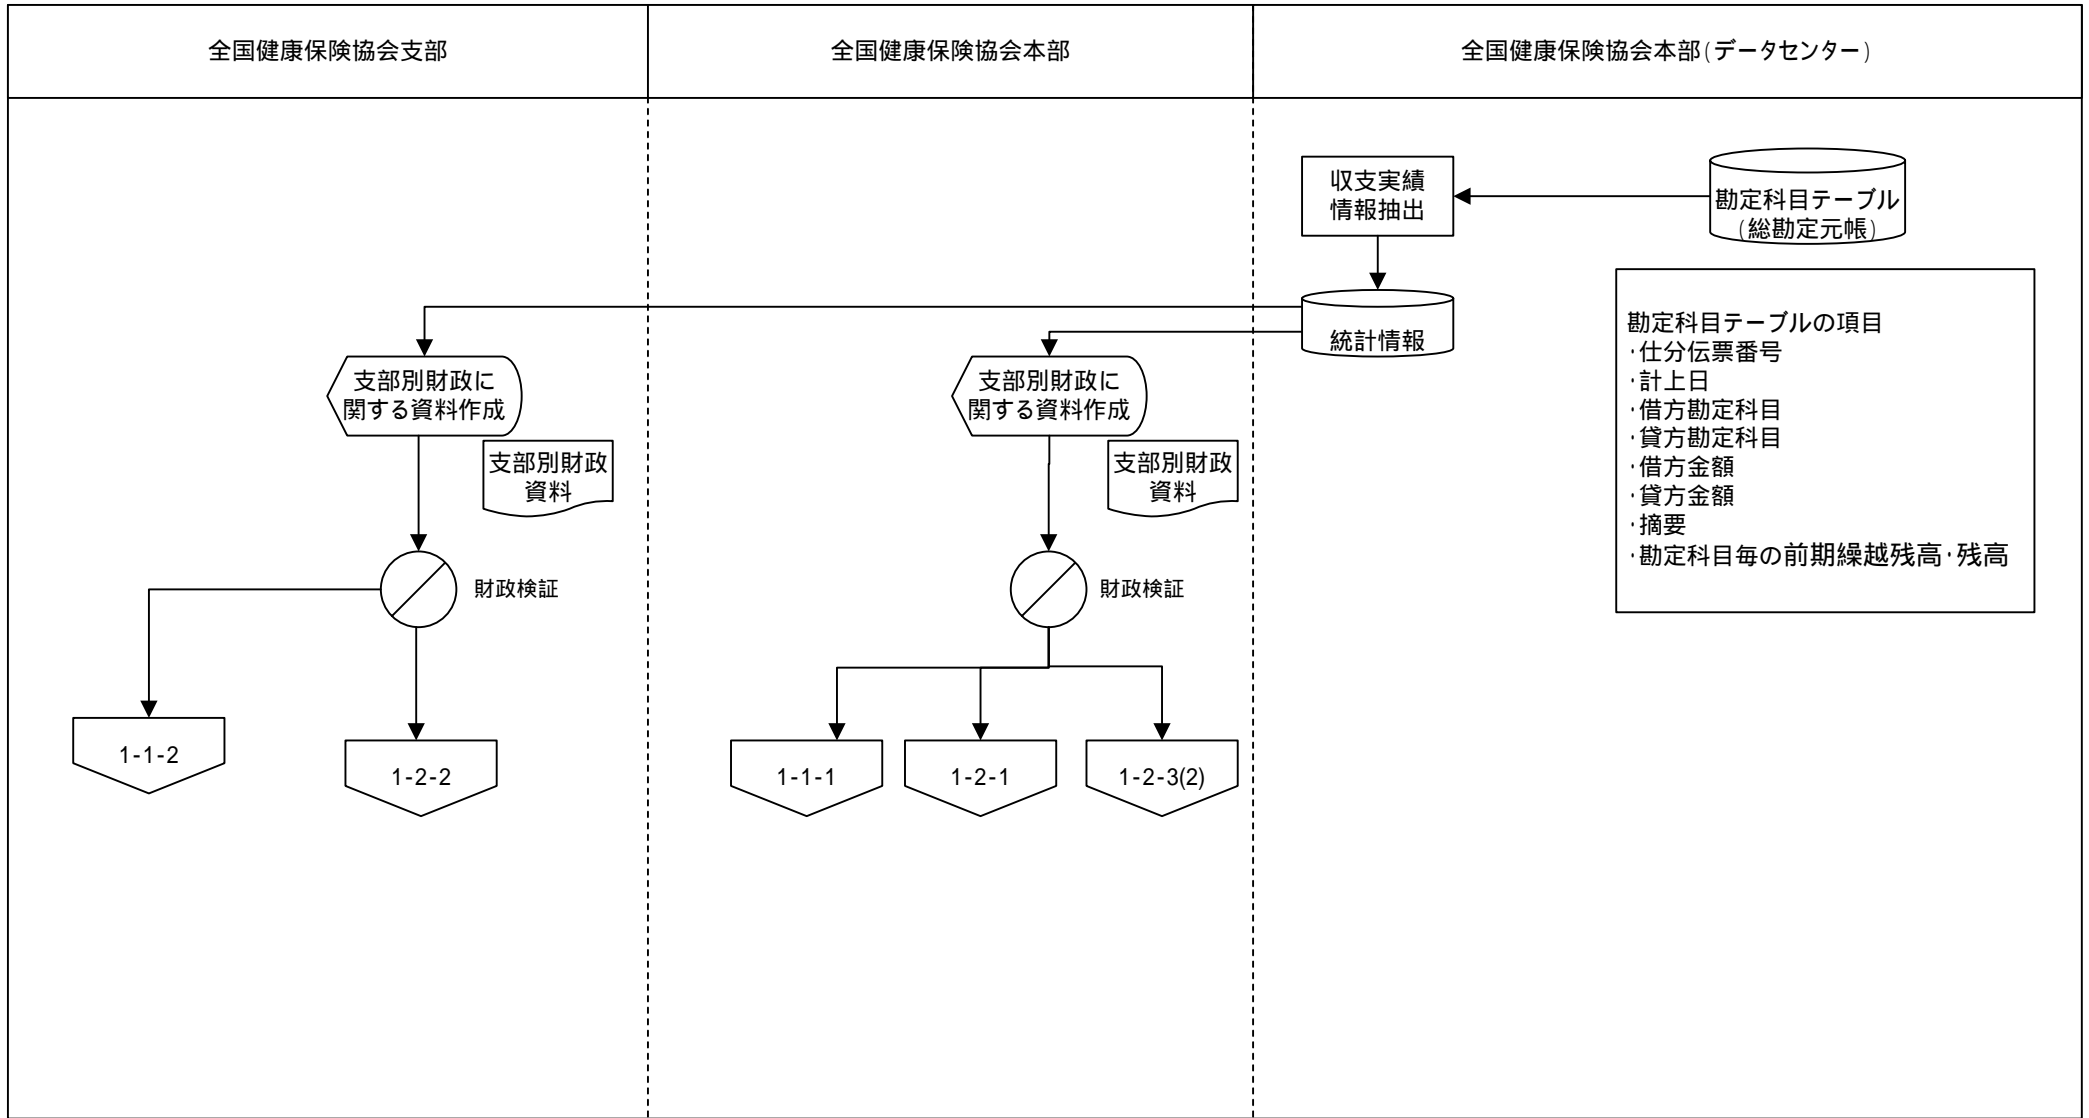 全国健康保険協会支部
全国健康保険協会本部
全国健康保険協会本部(データセンター)
収支実績
情報抽出
勘定科目テーブル
(総勘定元帳)
統計情報
勘定科目テーブルの項目
・仕分伝票番号
・計上日
・借方勘定科目
・貸方勘定科目
・借方金額
・貸方金額
・摘要
・勘定科目毎の前期繰越残高・残高
支部別財政に
関する資料作成
支部別財政
資料
財政検証
1-1-2
1-2-2
支部別財政に
関する資料作成
支部別財政
資料
財政検証
1-1-1
1-2-1
1-2-3(2)